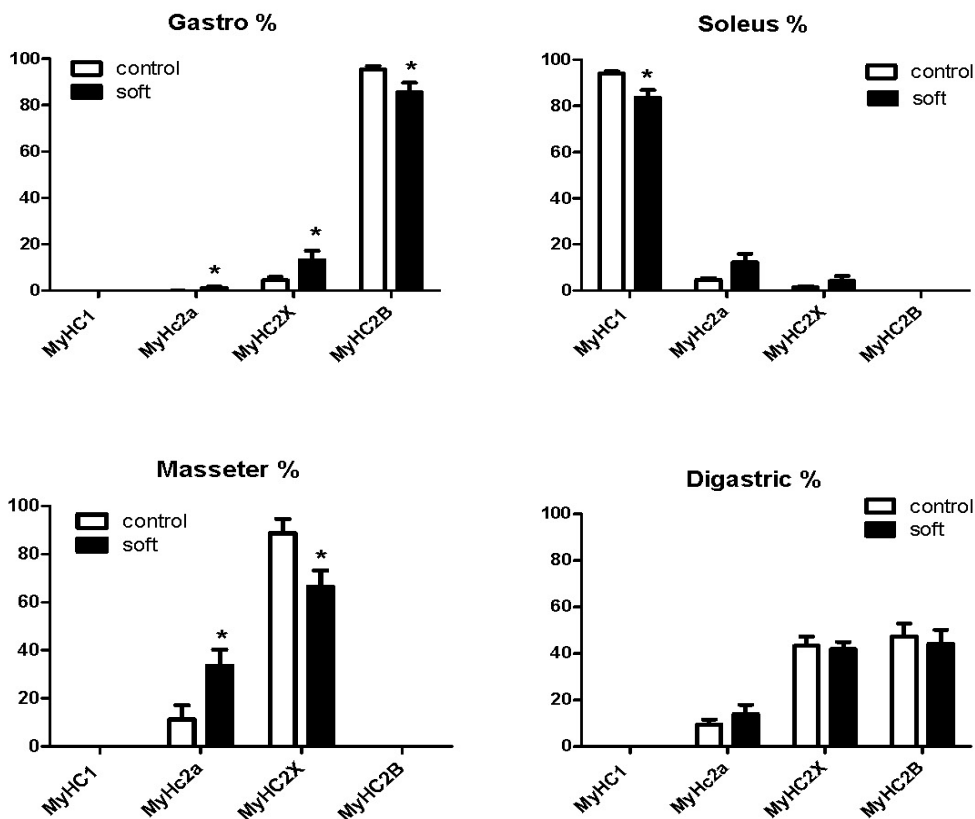 Gastro %
control
soft
100
80
60
40
20
0
*
*
*
MyHC1
MyHc2a
MyHC2X
MyHC2B
Soleus %
control
soft
100
80
60
40
20
0
*
MyHC1
MyHc2a
MyHC2X
MyHC2B
Masseter %
control
soft
100
80
60
40
20
0
*
*
MyHC1
MyHc2a
MyHC2X
MyHC2B
Digastric %
control
soft
100
80
60
40
20
0
MyHC1
MyHc2a
MyHC2X
MyHC2B